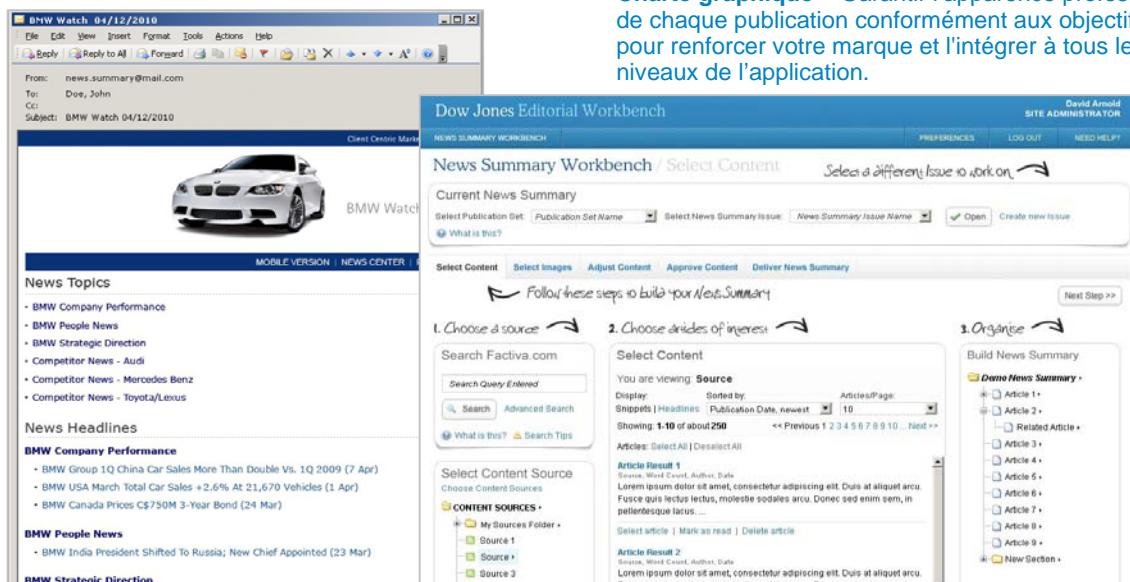 Charte graphique – Garantir l'apparence profes
de chaque publication conformément aux objectif
pour renforcer votre marque et l'intégrer à tous le
niveaux de l'application.
BMW Watch 04/12/2010
File Edit View Insert Format Tools Actions Help
Reply Reply to All Forward
From: news.summary@mail.com
To: Doe, John
Cc:
Subject: BMW Watch 04/12/2010
Client Centric Marke
BMW Watch
MOBILE VERSION | NEWS CENTER |
News Topics
• BMW Company Performance
• BMW People News
• BMW Strategic Direction
• Competitor News - Audi
• Competitor News - Mercedes Benz
• Competitor News - Toyota/Lexus
News Headlines
BMW Company Performance
• BMW Group 1Q China Car Sales More Than Double Vs. 1Q 2009 (7 Apr)
• BMW USA March Total Car Sales +2.6% At 21,670 Vehicles (1 Apr)
• BMW Canada Prices C$750M 3-Year Bond (24 Mar)
BMW People News
• BMW India President Shifted To Russia; New Chief Appointed (23 Mar)
BMW Strategic Direction
Dow Jones Editorial Workbench
David Arnold
SITE ADMINISTRATOR
NEWS SUMMARY WORKBENCH PREFERENCES LOG OUT NEED HELP?
News Summary Workbench / Select Content
Select a different Issue to work on
Current News Summary
Select Publication Set: Publication Set Name Select News Summary Issue: News Summary Issue Name Open Create new Issue
What is this?
Select Content Select Images Adjust Content Approve Content Deliver News Summary
Follow these steps to build your News Summary
Next Step >>
1. Choose a source
Search Factiva.com
Search Query Entered
Search Advanced Search
What is this? Search Tips
Select Content Source
Choose Content Sources
CONTENT SOURCES
My Sources Folder
Source 1
Source
Source 3
2. Choose articles of interest
Select Content
You are viewing: Source
Display: Sorted by: Articles/Page:
Snippets | Headlines Publication Date, newest 10
Showing: 1-10 of about 250 << Previous 1 2 3 4 5 6 7 8 9 10 ... Next >>
Articles: Select All | Deselect All
Article Result 1
Source, Word Count, Author, Date
Lorem ipsum dolor sit amet, consectetur adipiscing elit. Duis at aliquet arcu.
Fusce quis lectus lectus, molestie sodales arcu. Donec sed enim sem, in
pellentesque lacus. ...
Select article | Mark as read | Delete article
Article Result 2
Source, Word Count, Author, Date
Lorem ipsum dolor sit amet, consectetur adipiscing elit. Duis at aliquet arcu.
3. Organise
Build News Summary
Demo News Summary
Article 1
Article 2
Related Article
Article 3
Article 4
Article 5
Article 6
Article 7
Article 8
Article 9
New Section